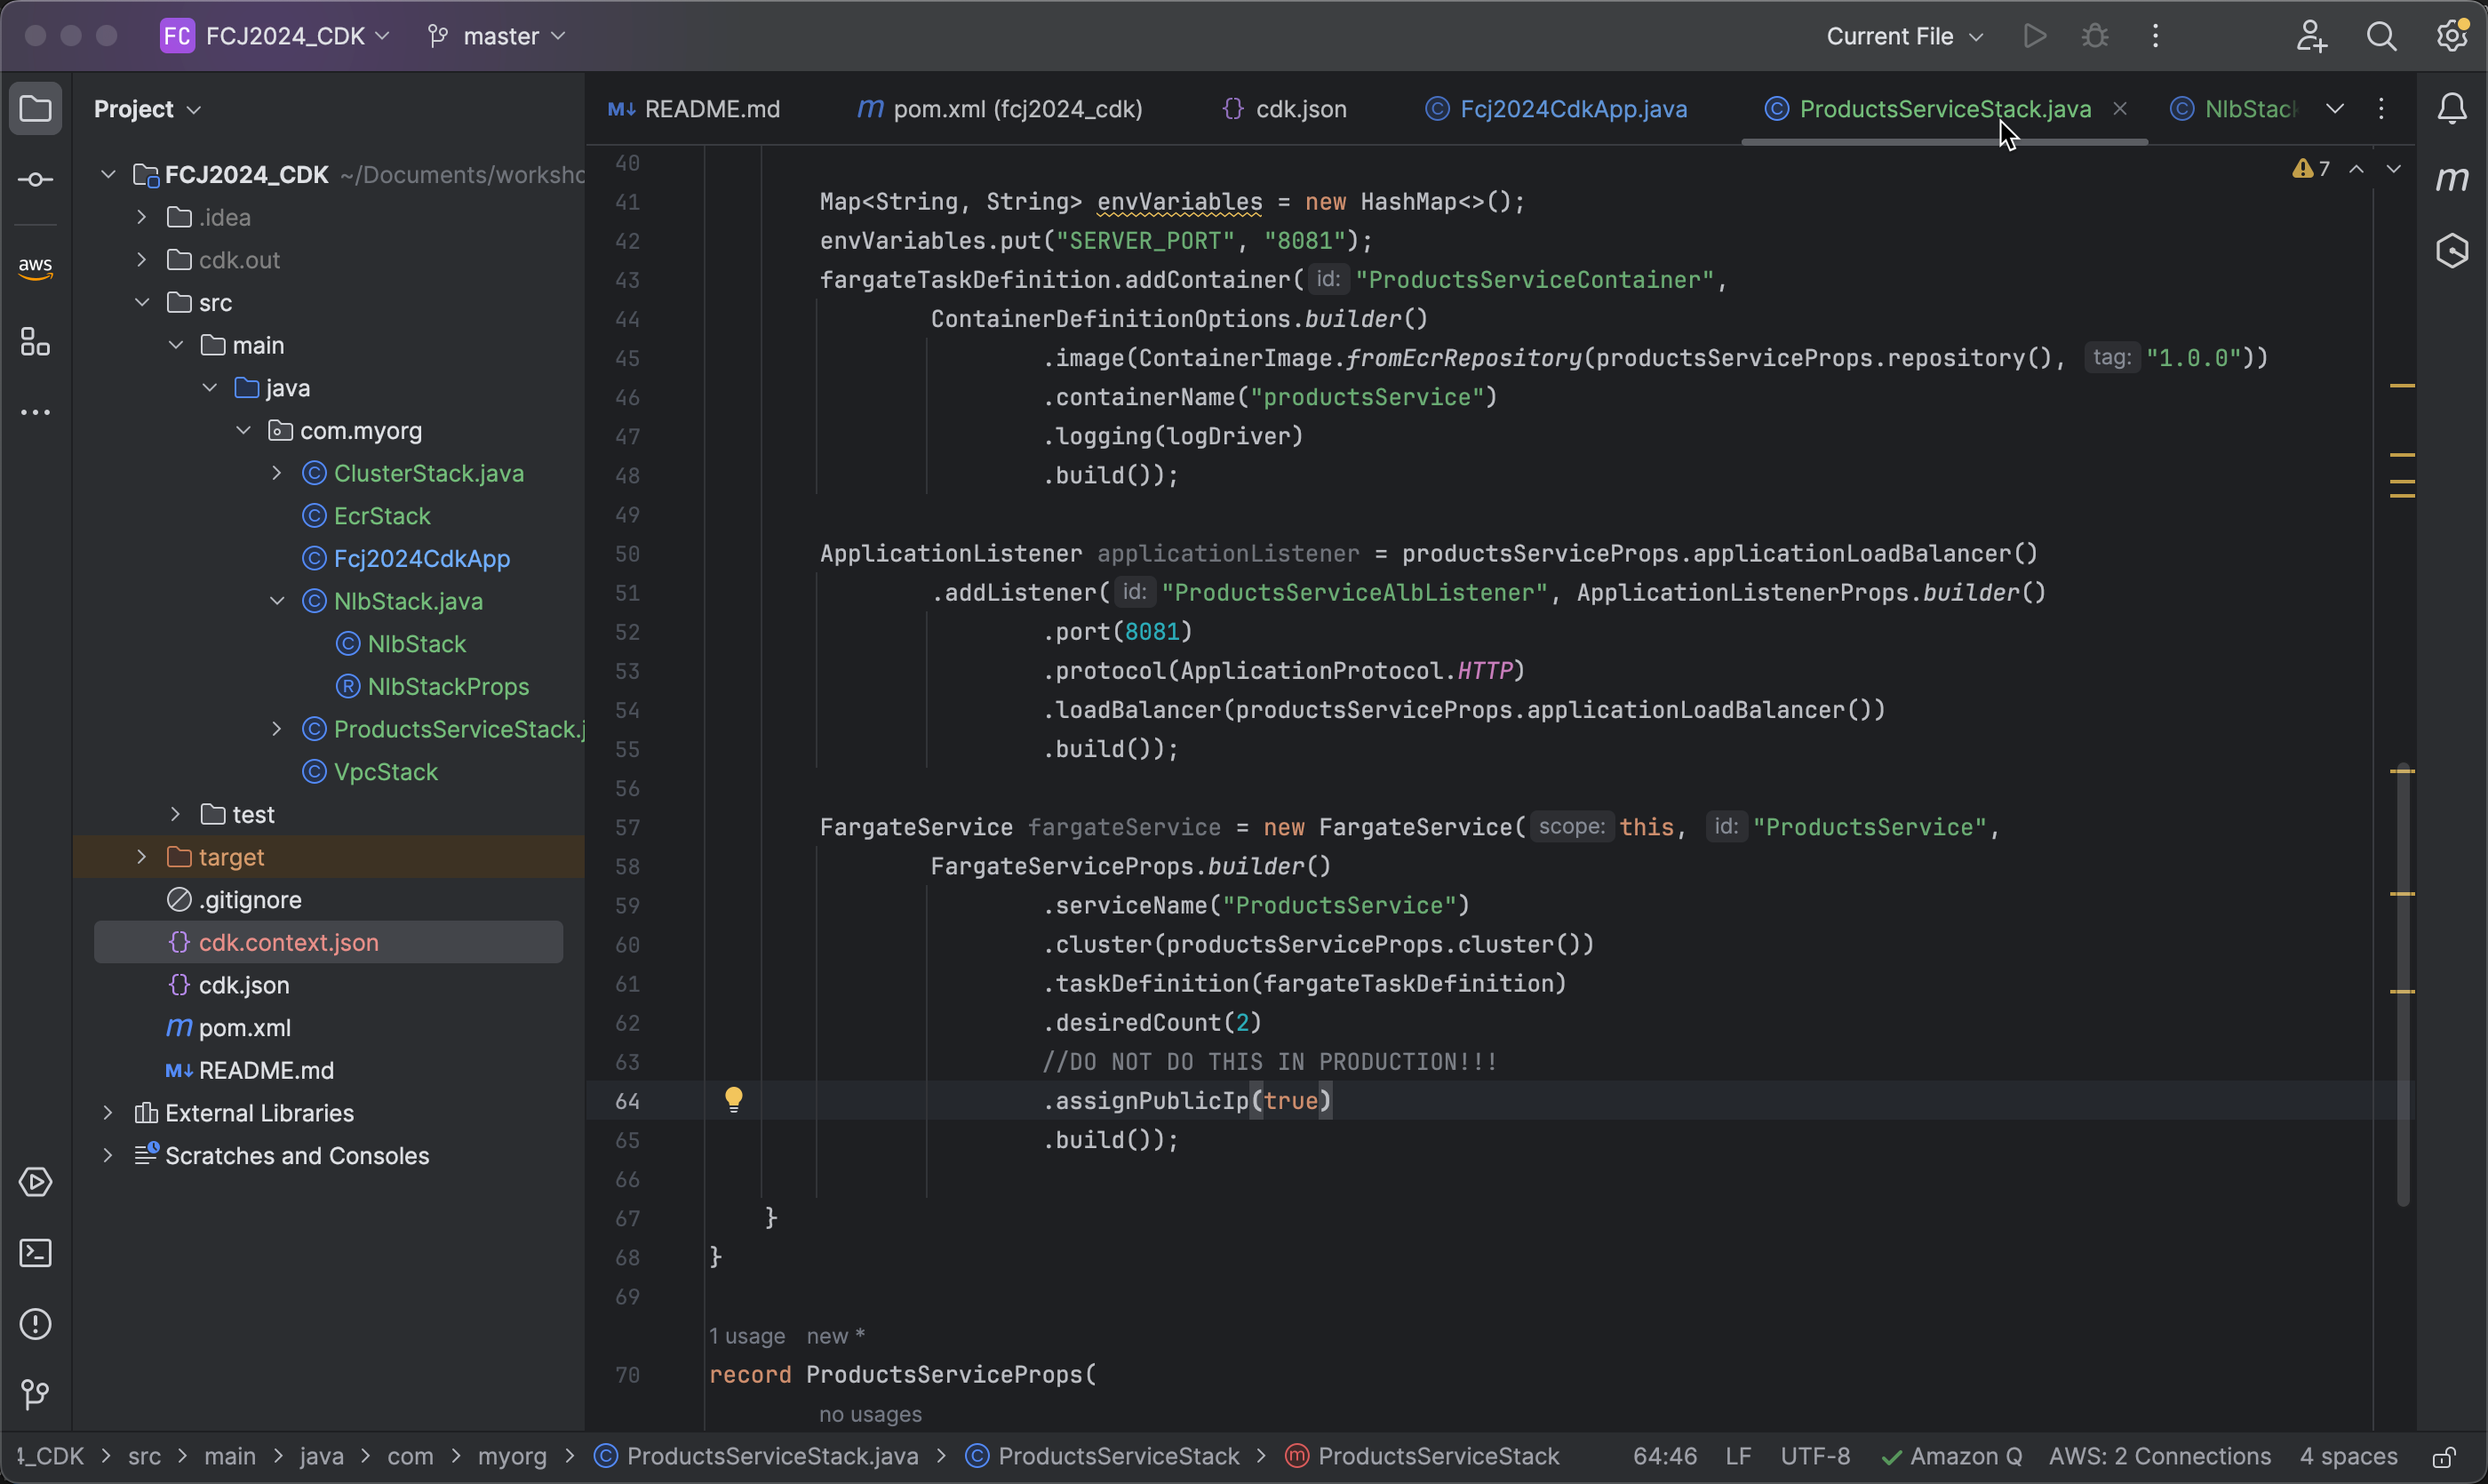 FC FCJ2024_CDK master Current File
Project
README.md pom.xml (fcj2024_cdk) cdk.json Fcj2024CdkApp.java ProductsServiceStack.java NlbStack
FCJ2024_CDK ~/Documents/worksho
.idea
cdk.out
aws
src
main
java
com.myorg
ClusterStack.java
EcrStack
Fcj2024CdkApp
NlbStack.java
NlbStack
NlbStackProps
ProductsServiceStack.j
VpcStack
test
target
.gitignore
cdk.context.json
cdk.json
pom.xml
README.md
External Libraries
Scratches and Consoles
7
40
41 Map<String, String> envVariables = new HashMap<>();
42 envVariables.put("SERVER_PORT", "8081");
43 fargateTaskDefinition.addContainer( id: "ProductsServiceContainer",
44 ContainerDefinitionOptions.builder()
45 .image(ContainerImage.fromEcrRepository(productsServiceProps.repository(), tag: "1.0.0"))
46 .containerName("productsService")
47 .logging(logDriver)
48 .build());
49
50 ApplicationListener applicationListener = productsServiceProps.applicationLoadBalancer()
51 .addListener( id: "ProductsServiceAlbListener", ApplicationListenerProps.builder()
52 .port(8081)
53 .protocol(ApplicationProtocol.HTTP)
54 .loadBalancer(productsServiceProps.applicationLoadBalancer())
55 .build());
56
57 FargateService fargateService = new FargateService( scope: this, id: "ProductsService",
58 FargateServiceProps.builder()
59 .serviceName("ProductsService")
60 .cluster(productsServiceProps.cluster())
61 .taskDefinition(fargateTaskDefinition)
62 .desiredCount(2)
63 //DO NOT DO THIS IN PRODUCTION!!!
64 .assignPublicIp(true)
65 .build());
66
67 }
68 }
69
1 usage new *
70 record ProductsServiceProps(
no usages
4_CDK > src > main > java > com > myorg > ProductsServiceStack.java > ProductsServiceStack > ProductsServiceStack 64:46 LF UTF-8 Amazon Q AWS: 2 Connections 4 spaces